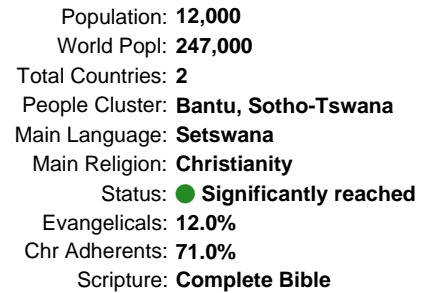 Population: 12,000
World Popl: 247,000
Total Countries: 2
People Cluster: Bantu, Sotho-Tswana
Main Language: Setswana
Main Religion: Christianity
Status: Significantly reached
Evangelicals: 12.0%
Chr Adherents: 71.0%
Scripture: Complete Bible